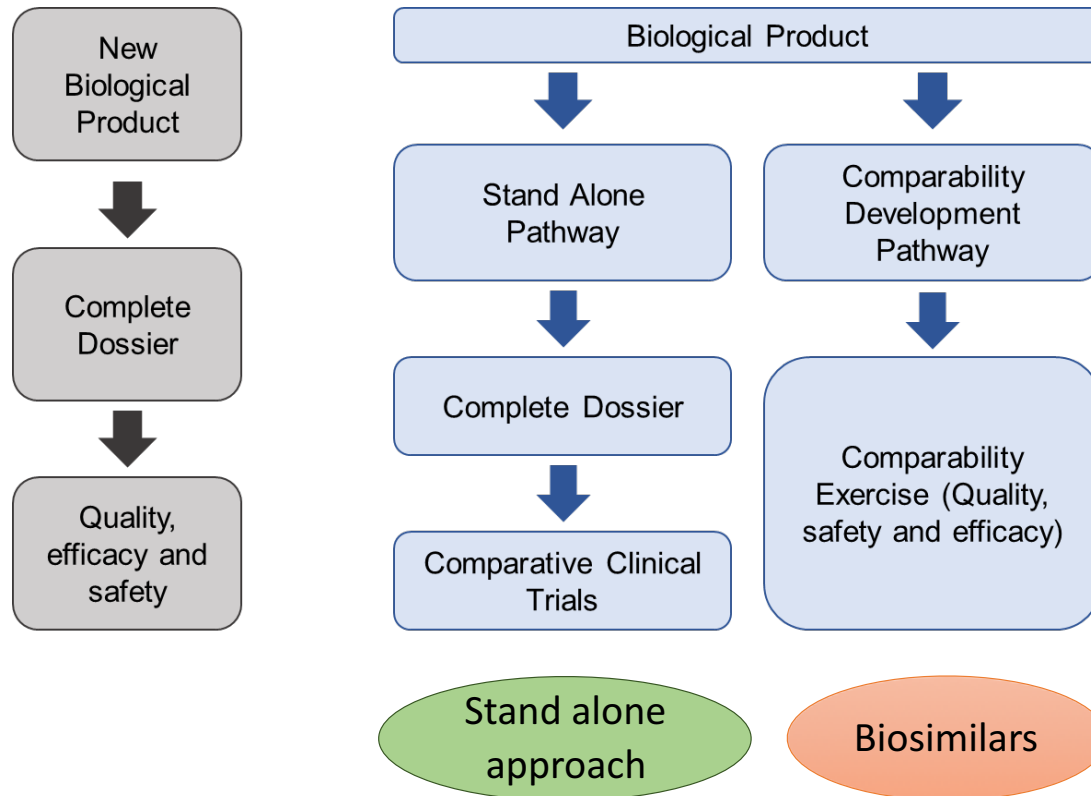 New
Biological
Product
Complete
Dossier
Quality,
efficacy and
safety
Biological Product
Stand Alone
Pathway
Complete Dossier
Comparative Clinical
Trials
Stand alone
approach
Comparability
Development
Pathway
Comparability
Exercise (Quality,
safety and efficacy)
Biosimilars